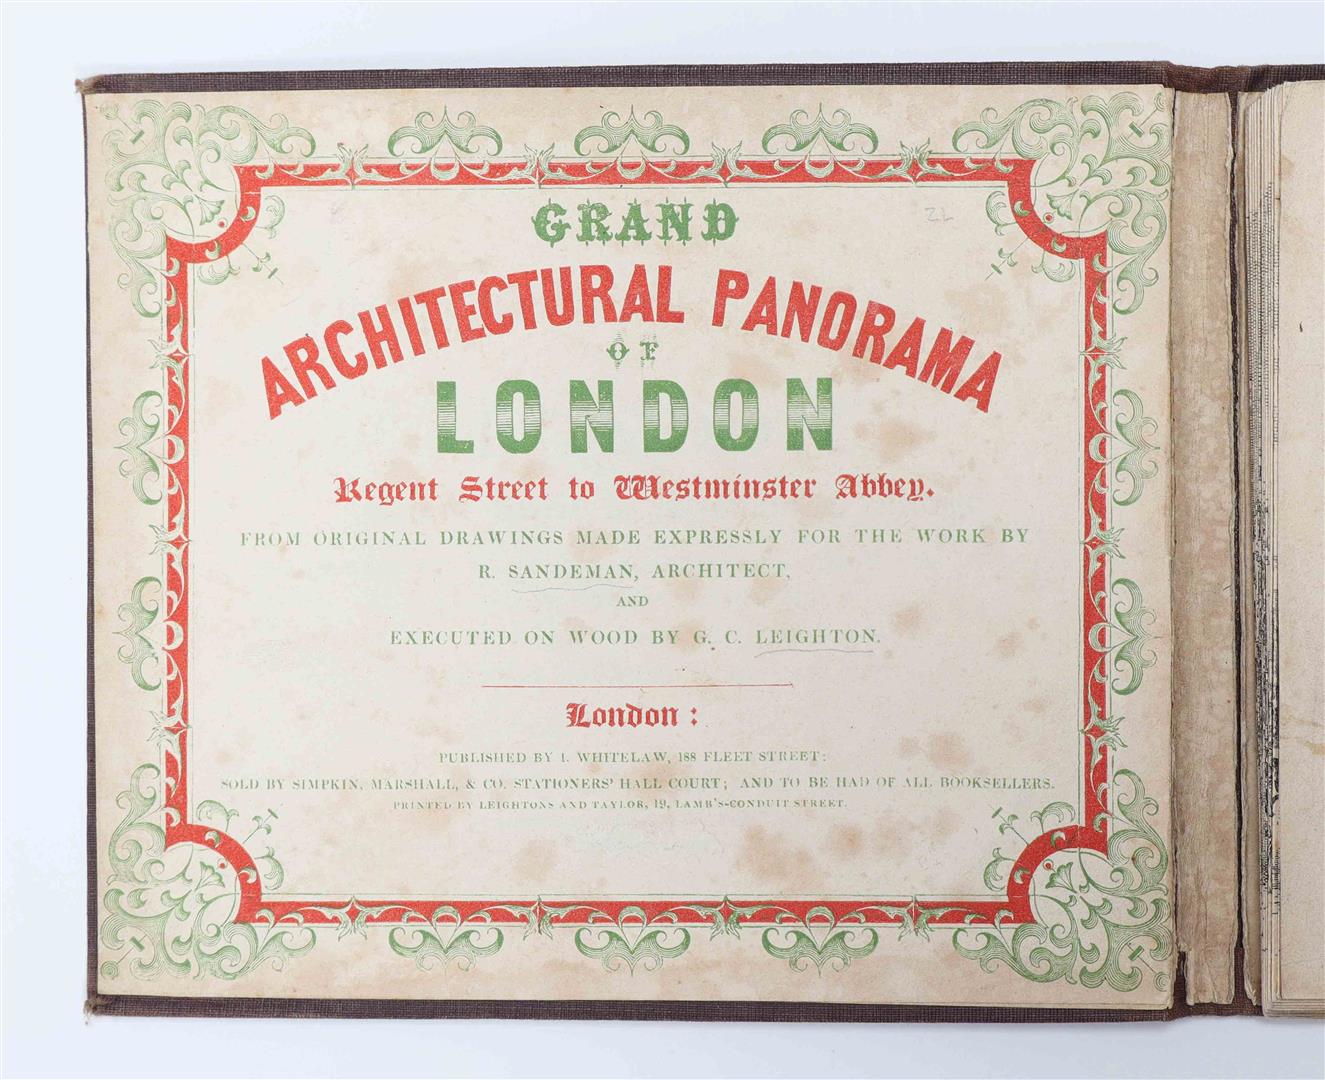 GRAND
ARCHITECTURAL PANORAMA
OF
LONDON
Regent Street to Westminster Abbey.
FROM ORIGINAL DRAWINGS MADE EXPRESSLY FOR THE WORK BY
R. SANDEMAN, ARCHITECT,
AND
EXECUTED ON WOOD BY G. C. LEIGHTON.
London:
PUBLISHED BY I. WHITELAW, 188 FLEET STREET:
SOLD BY SIMPKIN, MARSHALL, & CO. STATIONERS' HALL COURT; AND TO BE HAD OF ALL BOOKSELLERS.
PRINTED BY LEIGHTONS AND TAYLOR, 19, LAMB'S-CONDUIT STREET.